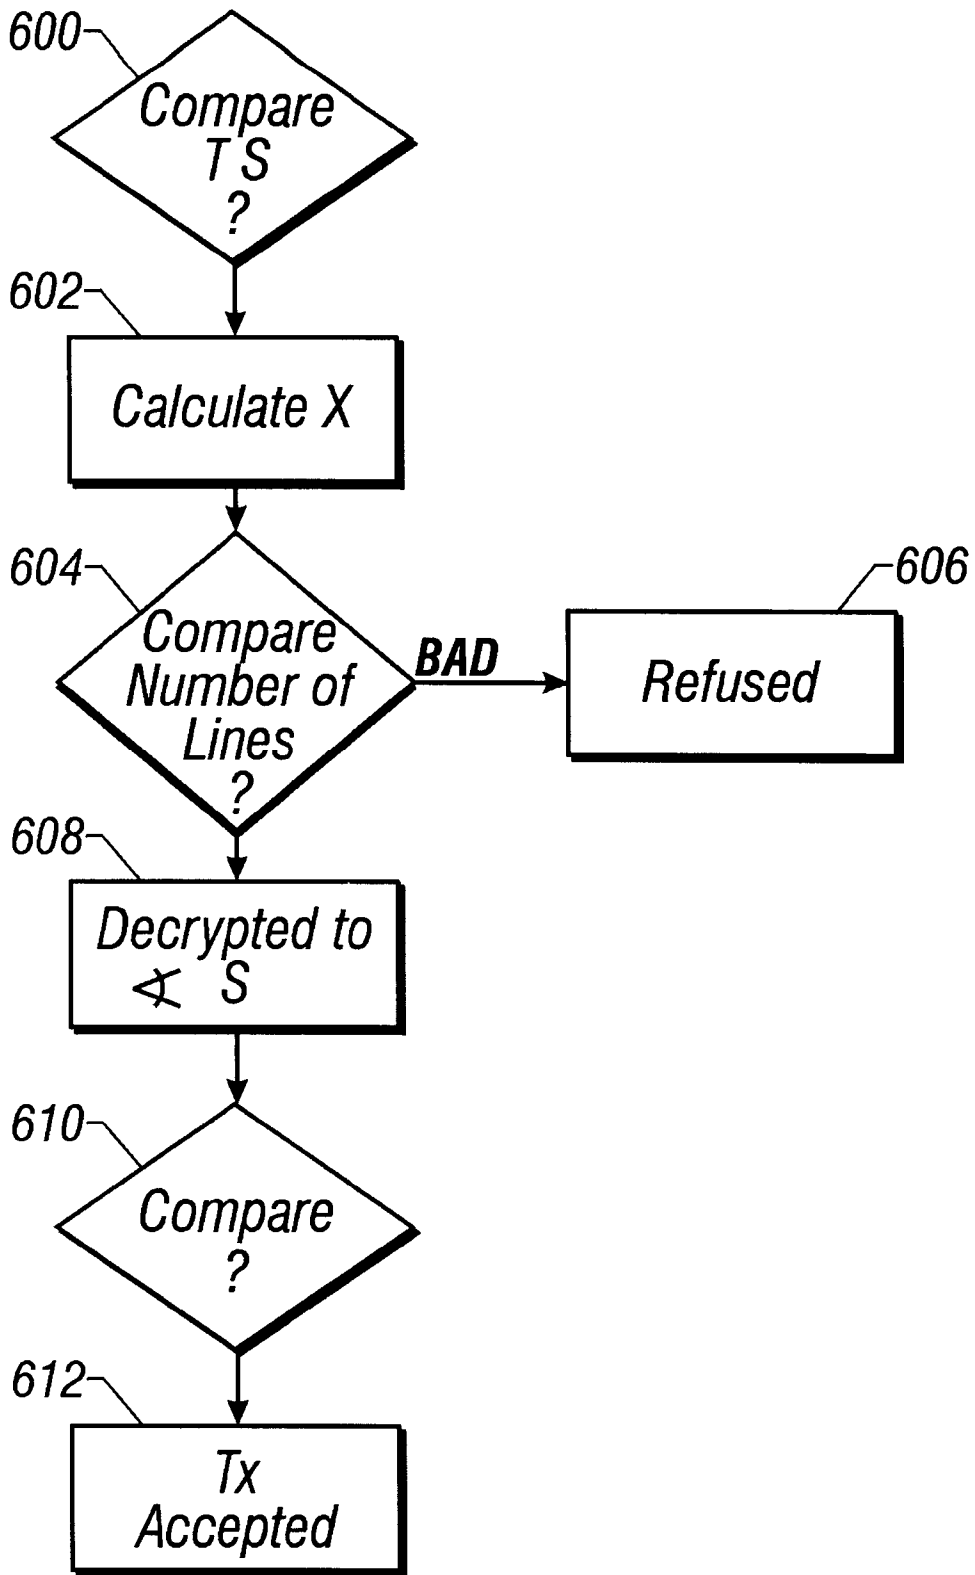 600
Compare
T S
?
602
Calculate X
604
Compare
Number of
Lines
?
BAD
606
Refused
608
Decrypted to
∢ S
610
Compare
?
612
Tx
Accepted